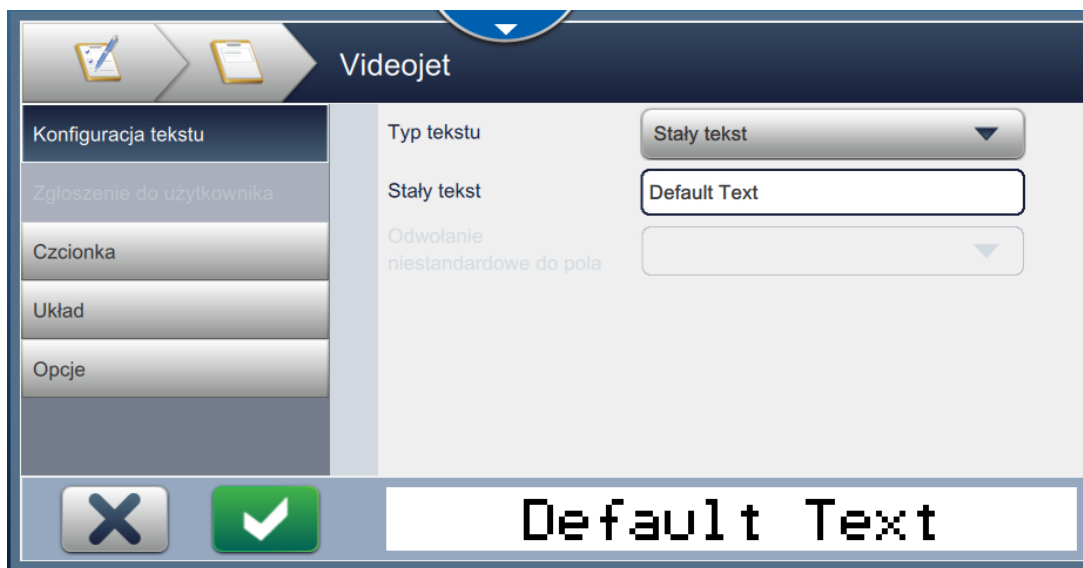 Videojet
Konfiguracja tekstu
Zgłoszenie do użytkownika
Czcionka
Układ
Opcje
Typ tekstu
Stały tekst
Stały tekst
Default Text
Odwołanie
niestandardowe do pola
Default Text